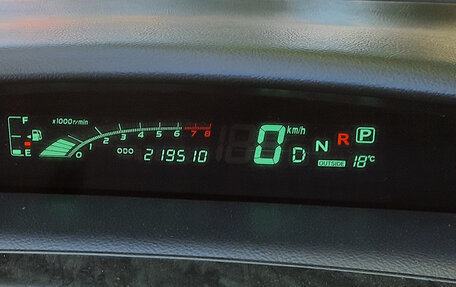 F
x1000r/min
E
0 1 2 3 4 5 6 7 8
ODO 219510
0 km/h
D N R P
OUTSIDE 18°C